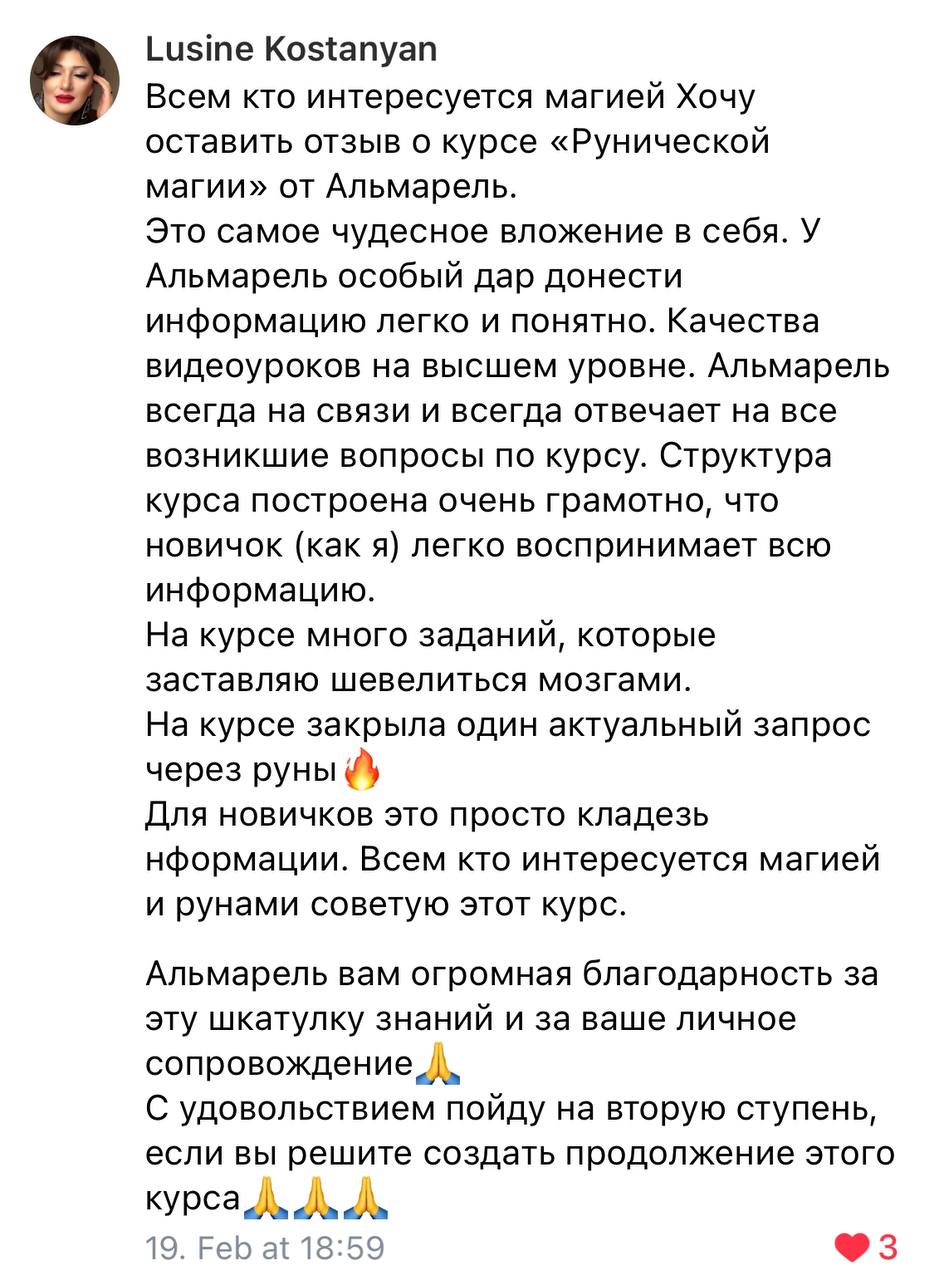 Lusine Kostanyan
Всем кто интересуется магией Хочу
оставить отзыв о курсе «Рунической
магии» от Альмарель.
Это самое чудесное вложение в себя. У
Альмарель особый дар донести
информацию легко и понятно. Качества
видеоуроков на высшем уровне. Альмарель
всегда на связи и всегда отвечает на все
возникшие вопросы по курсу. Структура
курса построена очень грамотно, что
новичок (как я) легко воспринимает всю
информацию.
На курсе много заданий, которые
заставляю шевелиться мозгами.
На курсе закрыла один актуальный запрос
через руны🔥
Для новичков это просто кладезь
нформации. Всем кто интересуется магией
и рунами советую этот курс.
Альмарель вам огромная благодарность за
эту шкатулку знаний и за ваше личное
сопровождение🙏
С удовольствием пойду на вторую ступень,
если вы решите создать продолжение этого
курса🙏🙏🙏
19. Feb at 18:59
❤️ 3